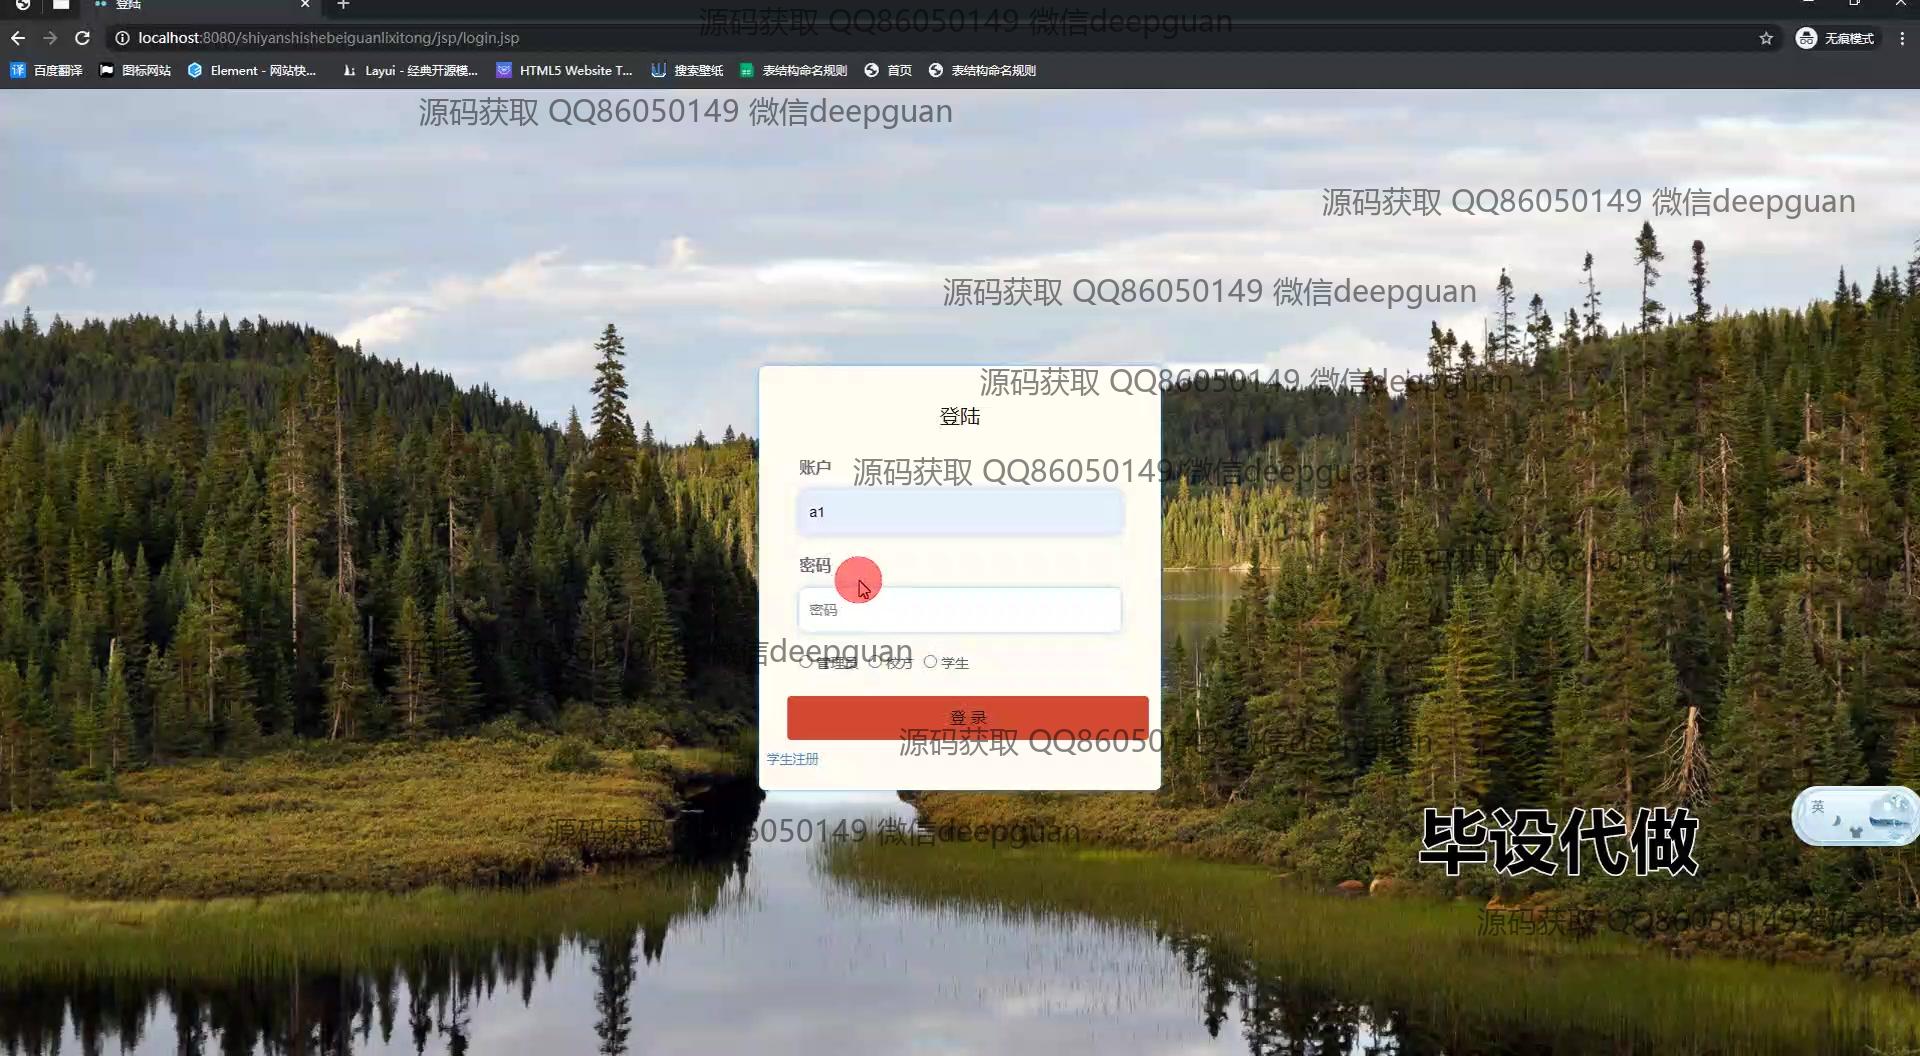 登陆
源码获取 QQ86050149 微信deepguan
localhost:8080/shiyanshishebeiguanlixitong/jsp/login.jsp
无痕模式
译 百度翻译
图标网站
Element - 网站快...
Layui - 经典开源模...
HTML5 Website T...
搜索壁纸
表结构命名规则
首页
表结构命名规则
源码获取 QQ86050149 微信deepguan
源码获取 QQ86050149 微信deepguan
源码获取 QQ86050149 微信deepguan
源码获取 QQ86050149 微信deepguan
登陆
账户
源码获取 QQ86050149 微信deepguan
a1
源码获取 QQ86050149 微信deepgua
密码
密码
源码获取 QQ86050149 微信deepguan
管理员 校方 学生
登 录
源码获取 QQ86050149 微信deepguan
学生注册
英
源码获取 QQ86050149 微信deepguan
毕设代做
源码获取 QQ86050149 微信dee